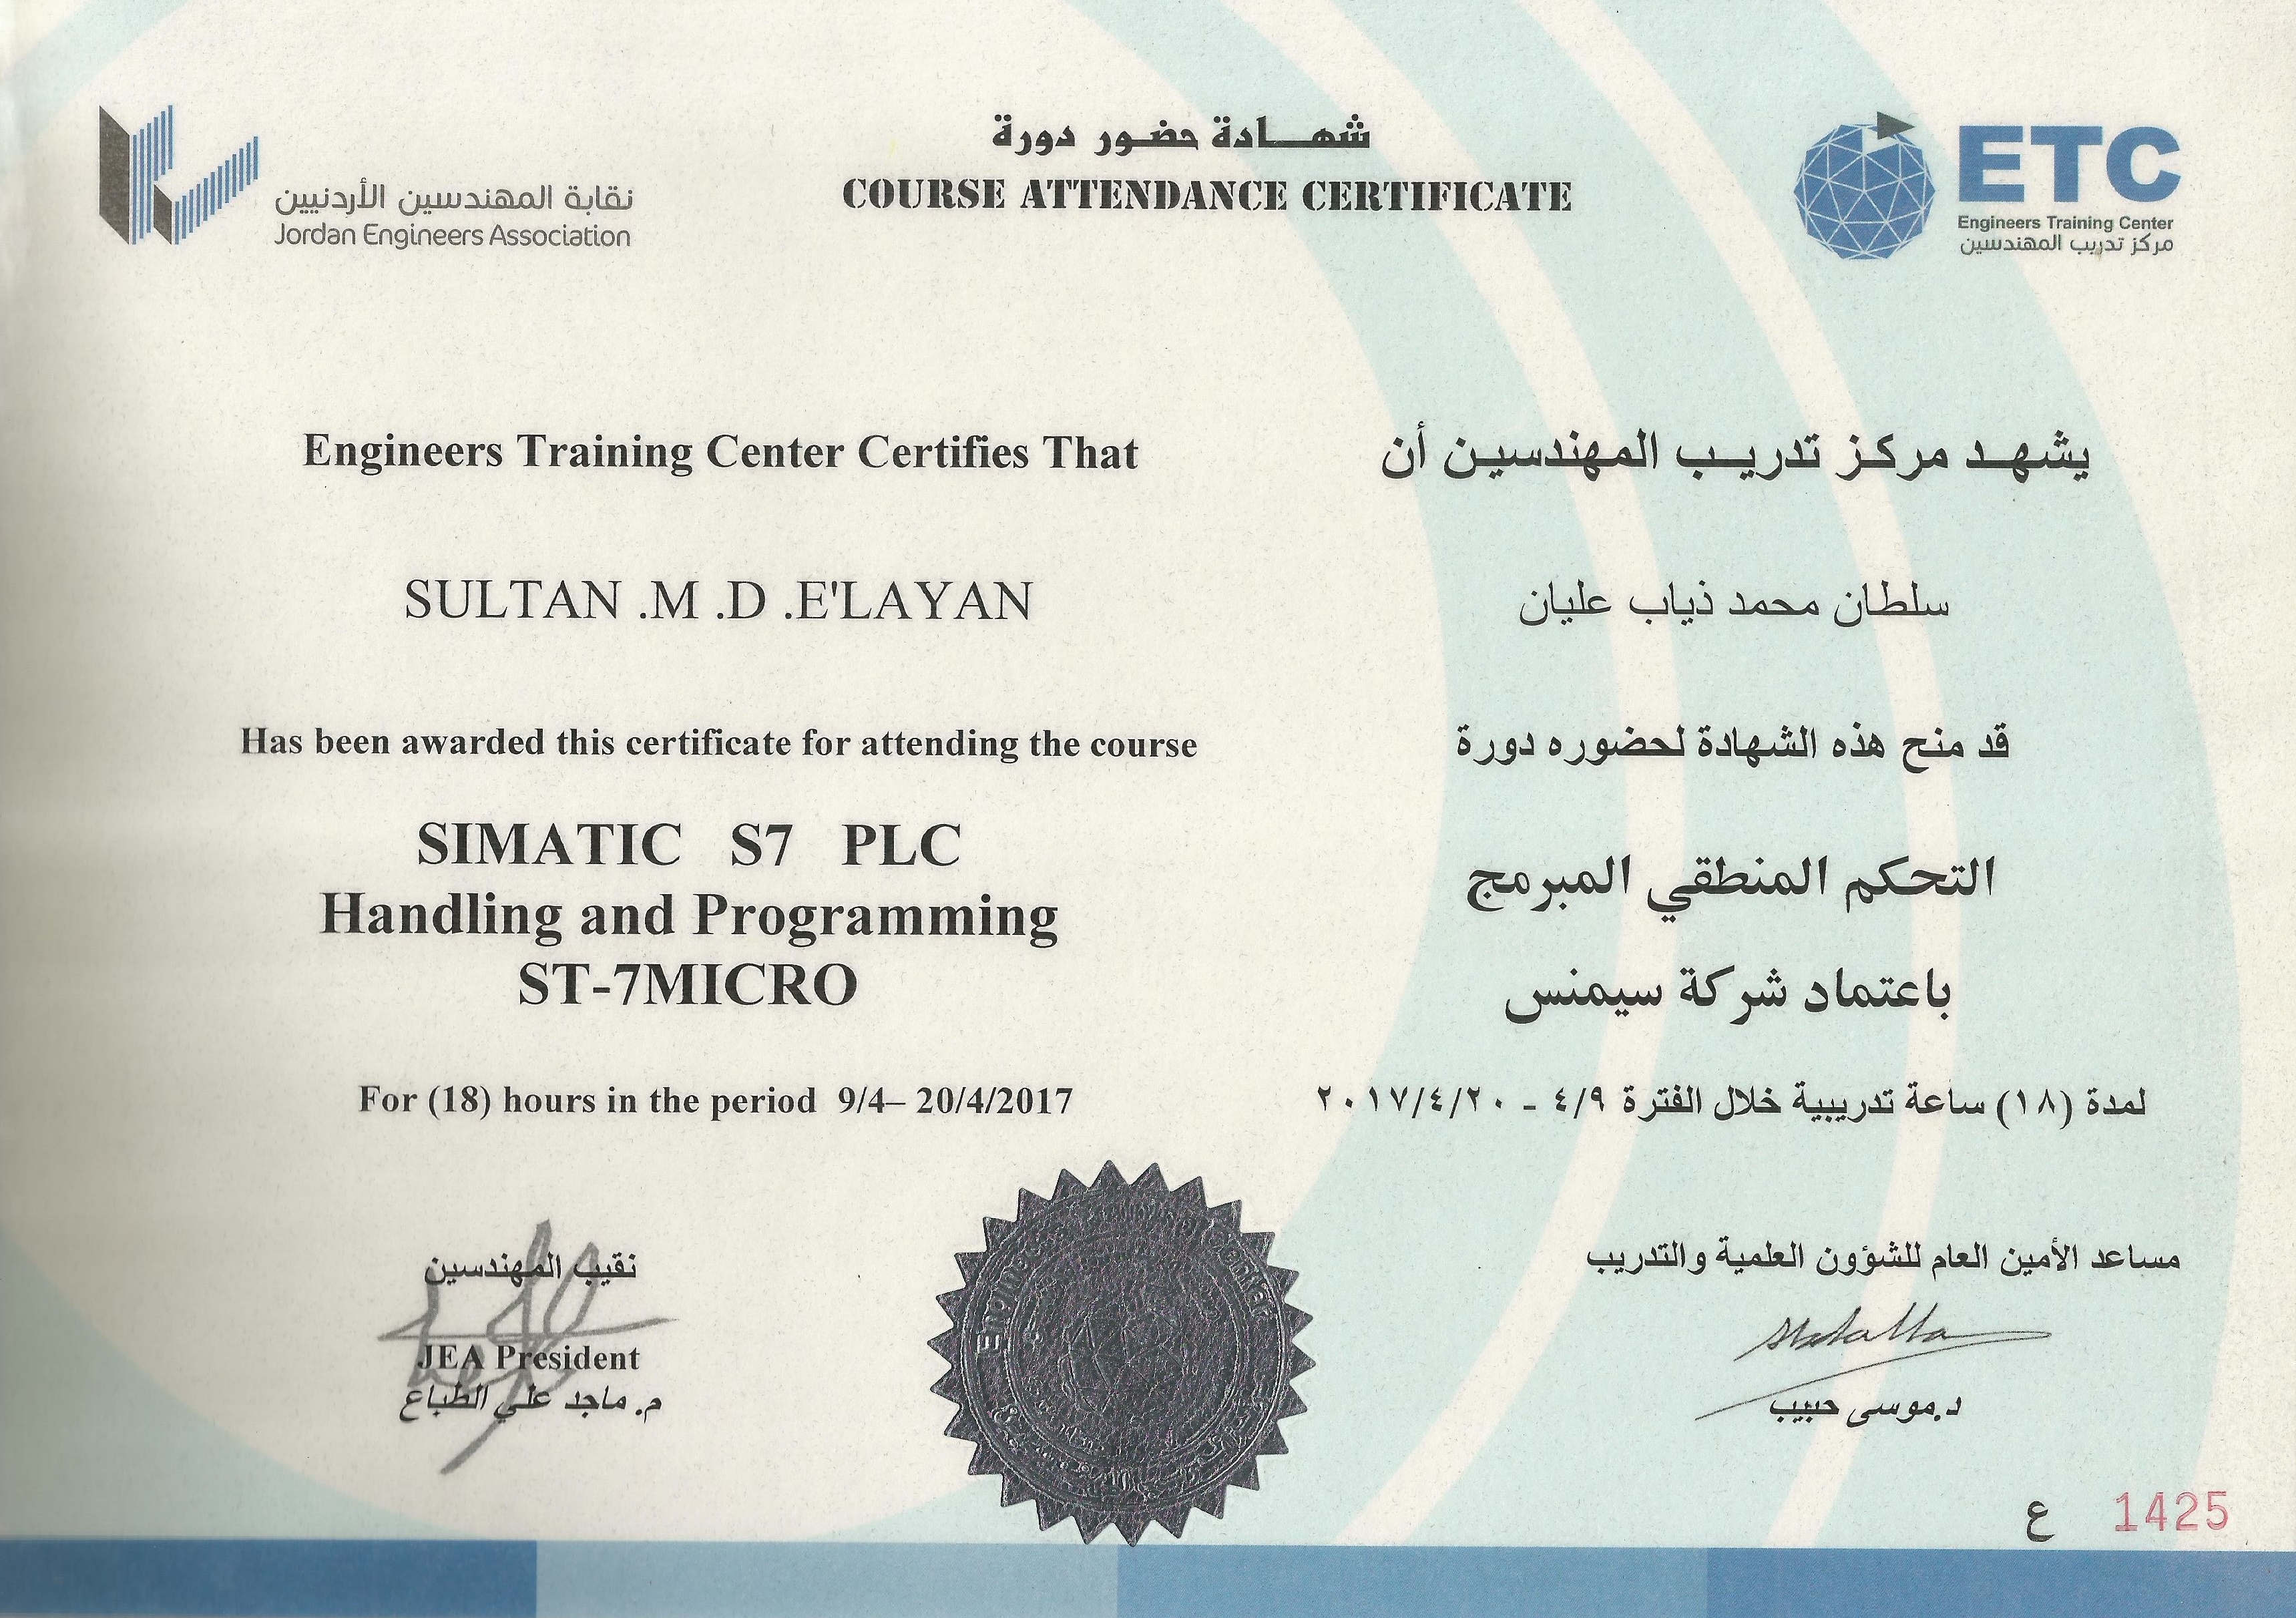 نقابة المهندسين الأردنيين
Jordan Engineers Association
شهـــادة حضور دورة
COURSE ATTENDANCE CERTIFICATE
ETC
Engineers Training Center
مركز تدريب المهندسين
Engineers Training Center Certifies That
SULTAN .M .D .E'LAYAN
Has been awarded this certificate for attending the course
SIMATIC S7 PLC
Handling and Programming
ST-7MICRO
For (18) hours in the period 9/4– 20/4/2017
يشهـد مركـز تدريـب المهندسيـن أن
سلطان محمد ذياب عليان
قد منح هذه الشهادة لحضوره دورة
التحكم المنطقي المبرمج
باعتماد شركة سيمنس
لمدة (١٨) ساعة تدريبية خلال الفترة ٤/٩ - ٢٠١٧/٤/٢٠
نقيب المهندسين
JEA President
م. ماجد علي الطباع
مساعد الأمين العام للشؤون العلمية والتدريب
د.موسى حبيب
ع 1425